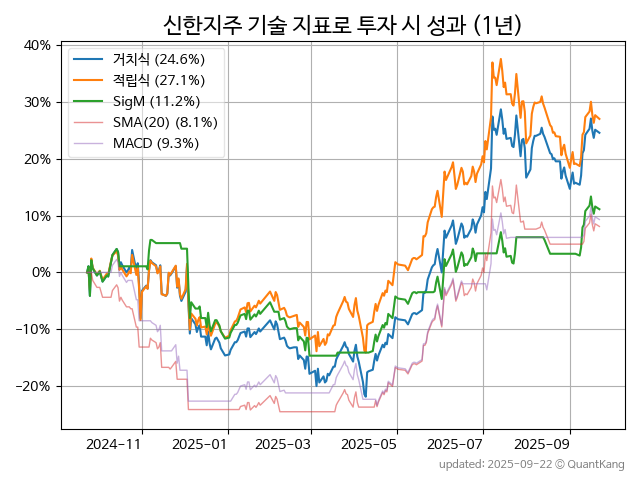 신한지주 기술 지표로 투자 시 성과 (1년)
거치식 (24.6%)
적립식 (27.1%)
SigM (11.2%)
SMA(20) (8.1%)
MACD (9.3%)
40%
30%
20%
10%
0%
−10%
−20%
2024-11 2025-01 2025-03 2025-05 2025-07 2025-09
updated: 2025-09-22 © QuantKang